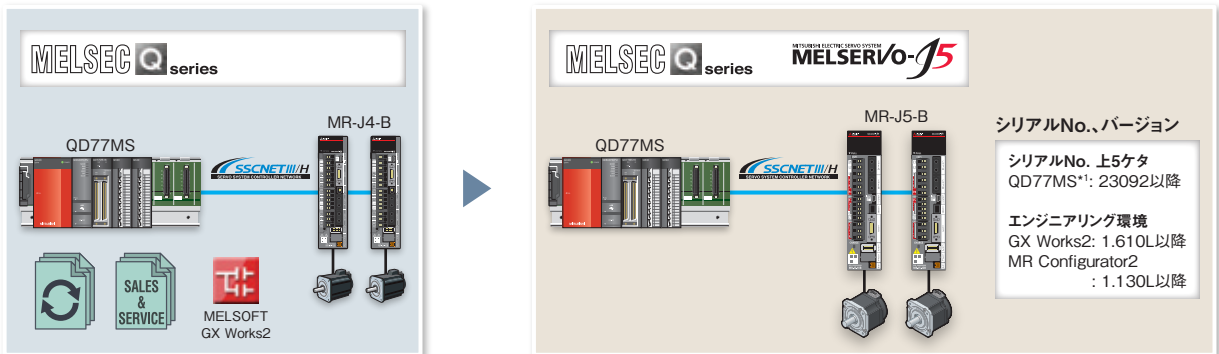 MELSEC Q series
QD77MS
MR-J4-B
SSCNETIII/H
SERVO SYSTEM CONTROLLER NETWORK
SALES
&
SERVICE
MELSOFT
GX Works2
MELSEC Q series
MITSUBISHI ELECTRIC SERVO SYSTEM
MELSERVO-J5
QD77MS
MR-J5-B
SSCNETIII/H
SERVO SYSTEM CONTROLLER NETWORK
シリアルNo.、バージョン
シリアルNo. 上5ケタ
QD77MS*1: 23092以降
エンジニアリング環境
GX Works2: 1.610L以降
MR Configurator2
: 1.130L以降